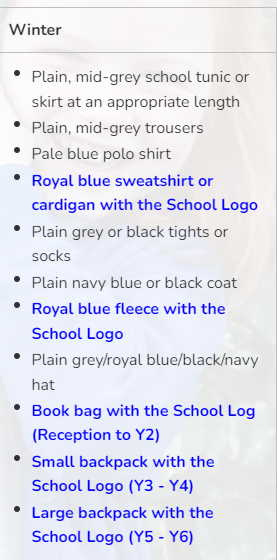 Winter
Plain, mid-grey school tunic or
skirt at an appropriate length
Plain, mid-grey trousers
Pale blue polo shirt
Royal blue sweatshirt or
cardigan with the School Logo
Plain grey or black tights or
socks
Plain navy blue or black coat
Royal blue fleece with the
School Logo
Plain grey/royal blue/black/navy
hat
Book bag with the School Log
(Reception to Y2)
Small backpack with the
School Logo (Y3 - Y4)
Large backpack with the
School Logo (Y5 - Y6)